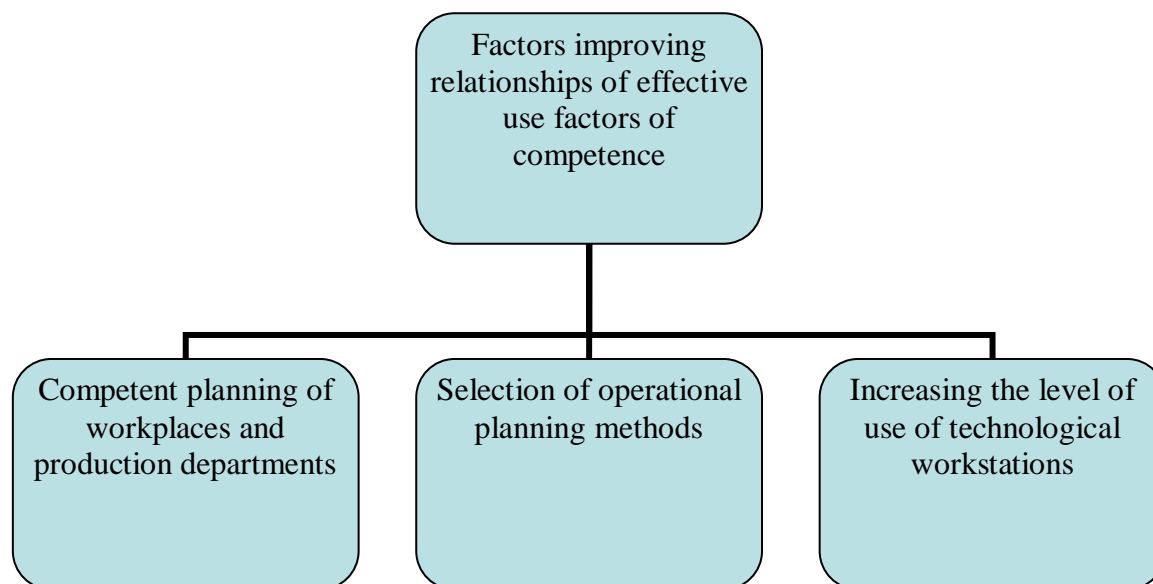 Factors improving
relationships of effective
use factors of
competence
Competent planning of
workplaces and
production departments
Selection of operational
planning methods
Increasing the level of
use of technological
workstations